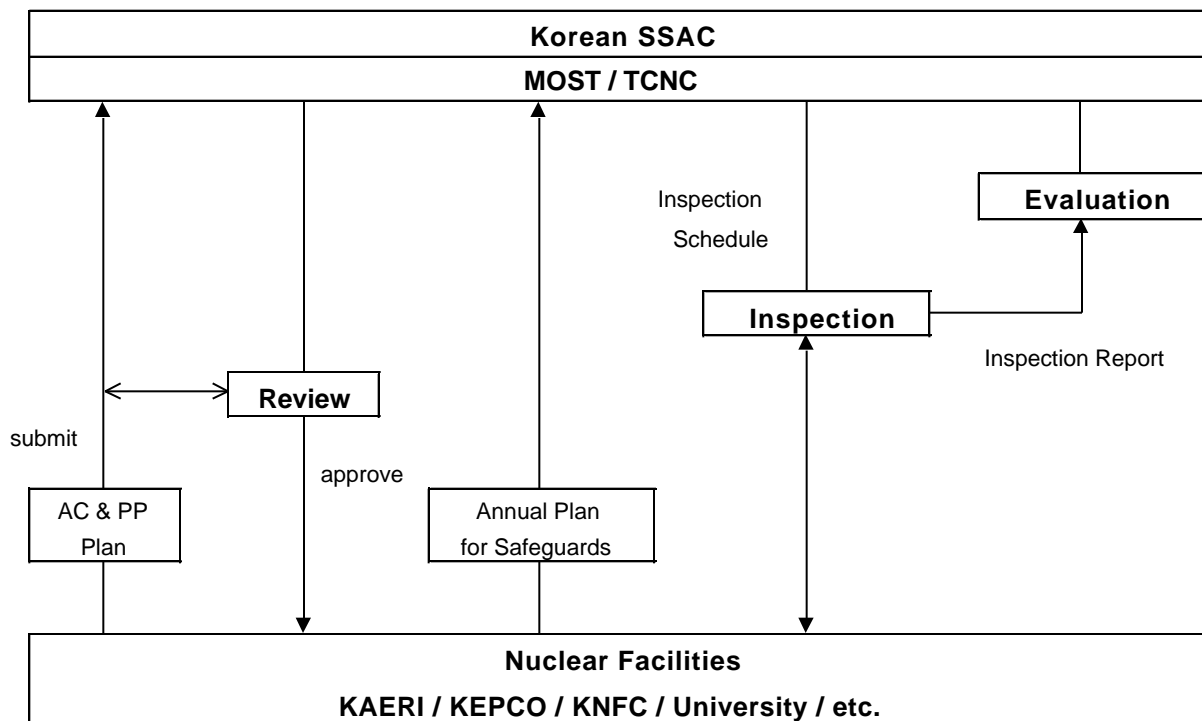 Korean SSAC
MOST / TCNC
Inspection
Schedule
Evaluation
Inspection
Inspection Report
Review
submit
approve
AC & PP
Plan
Annual Plan
for Safeguards
Nuclear Facilities
KAERI / KEPCO / KNFC / University / etc.